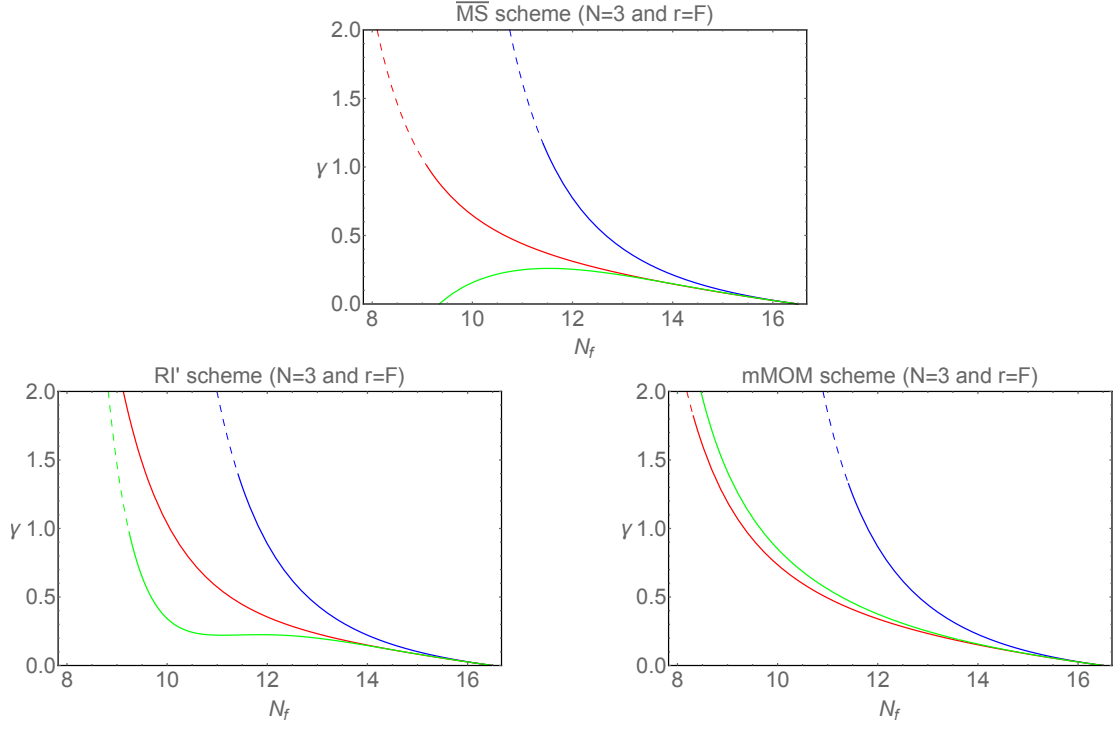 M̅S̅ scheme (N=3 and r=F)
2.0
1.5
γ 1.0
0.5
0.0
8 10 12 14 16
N_f
RI' scheme (N=3 and r=F)
2.0
1.5
γ 1.0
0.5
0.0
8 10 12 14 16
N_f
mMOM scheme (N=3 and r=F)
2.0
1.5
γ 1.0
0.5
0.0
8 10 12 14 16
N_f